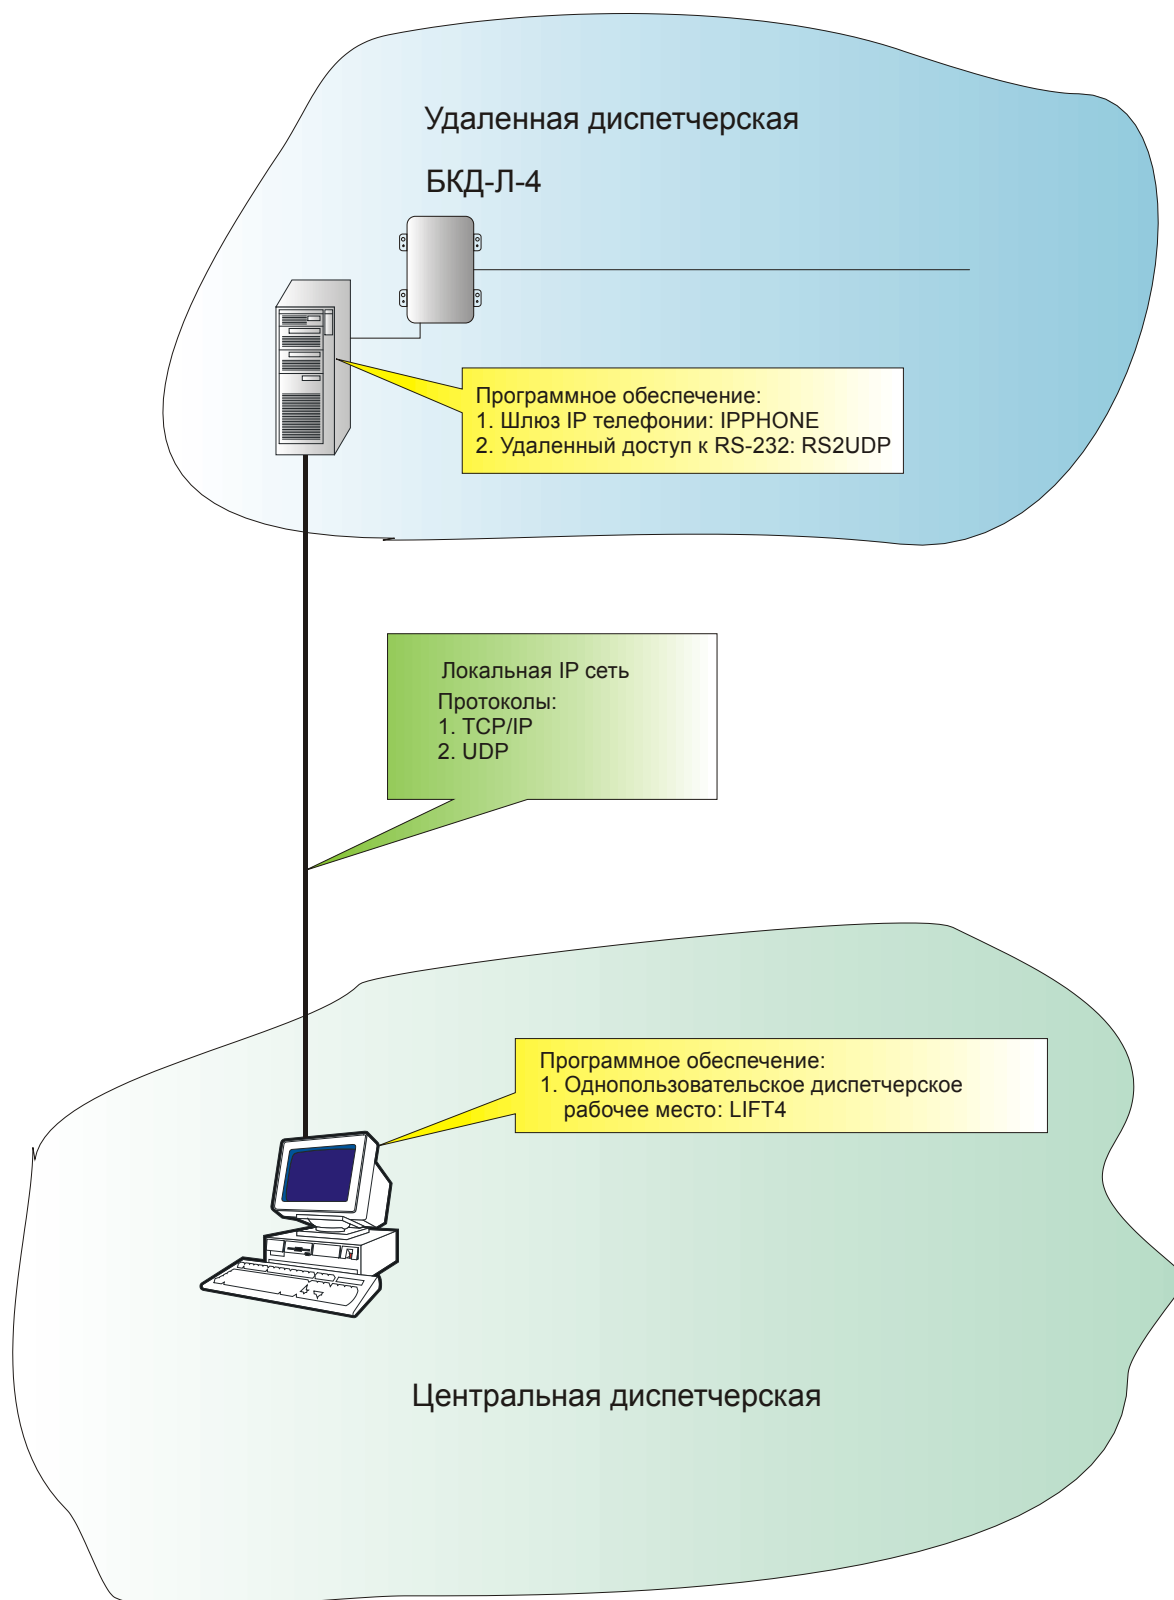 Удаленная диспетчерская
БКД-Л-4
Программное обеспечение:
1. Шлюз IP телефонии: IPPHONE
2. Удаленный доступ к RS-232: RS2UDP
Локальная IP сеть
Протоколы:
1. TCP/IP
2. UDP
Программное обеспечение:
1. Однопользовательское диспетчерское
рабочее место: LIFT4
Центральная диспетчерская